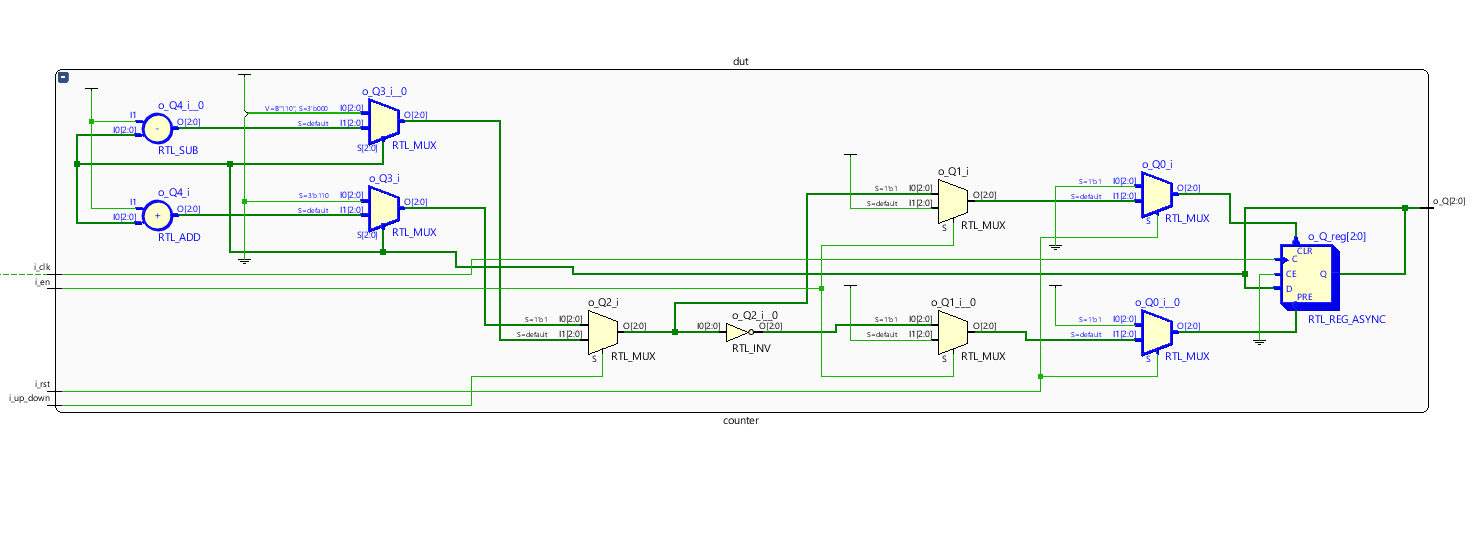 dut
o_Q3_i__0
o_Q4_i__0
V=B"110", S=3'b000
I0[2:0]
I1
O[2:0]
O[2:0]
S=default
I1[2:0]
I0[2:0]
RTL_MUX
S[2:0]
RTL_SUB
o_Q1_i
o_Q0_i
o_Q3_i
o_Q4_i
S=1'b1
I0[2:0]
O[2:0]
S=1'b1
I0[2:0]
O[2:0]
S=3'b110
I0[2:0]
I1
O[2:0]
S=default
I1[2:0]
O[2:0]
S=default
I1[2:0]
S=default
I1[2:0]
o_Q[2:0]
I0[2:0]
S
RTL_MUX
S
RTL_MUX
RTL_ADD
S[2:0]
RTL_MUX
o_Q_reg[2:0]
CLR
C
i_clk
CE
Q
i_en
D
PRE
o_Q2_i
o_Q1_i__0
o_Q0_i__0
o_Q2_i__0
RTL_REG_ASYNC
S=1'b1
I0[2:0]
O[2:0]
I0[2:0]
O[2:0]
S=1'b1
I0[2:0]
O[2:0]
S=1'b1
I0[2:0]
O[2:0]
S=default
I1[2:0]
S=default
I1[2:0]
S=default
I1[2:0]
S
RTL_MUX
RTL_INV
S
RTL_MUX
S
RTL_MUX
i_rst
i_up_down
counter